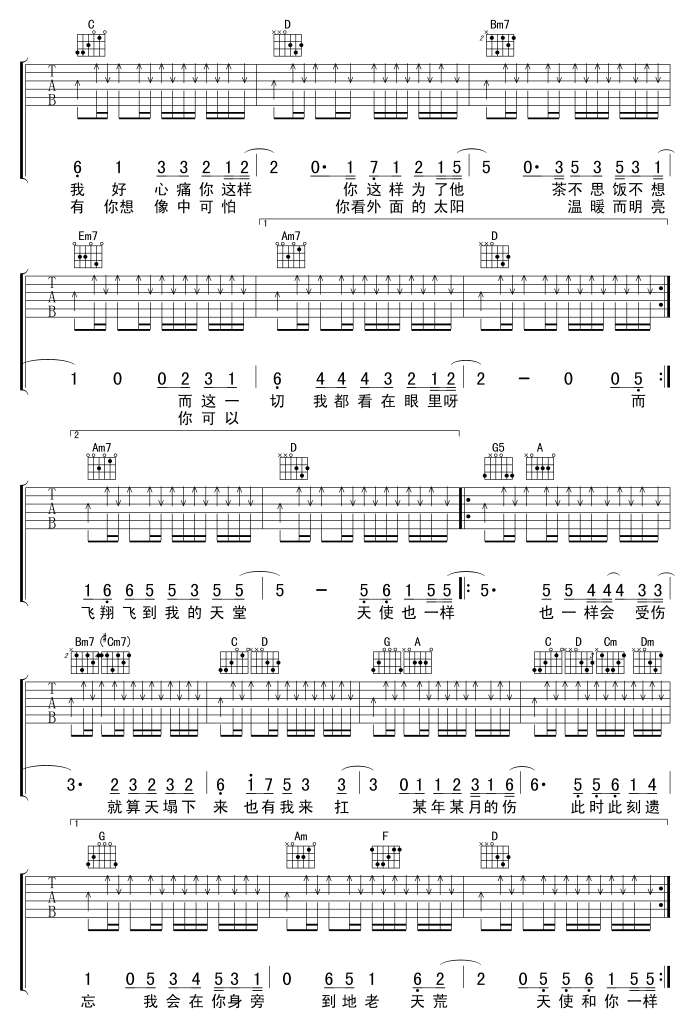 C D Bm7
T A B
6 1 3 3 2 1 2 2 0· 1 7 1 2 1 5 5 0· 3 5 3 5 3 1
我 好 心 痛 你 这样 你 这 样 为 了他 茶不 思 饭不 想
有 你想 像 中 可 怕 你看 外 面 的 太阳 温 暖 而明 亮
1
Em7 Am7 D
1 0 0 2 3 1 6 4 4 4 3 2 1 2 2 － 0 0 5
而 这 一 切 我 都 看 在 眼 里呀 而
你 可 以
2
Am7 D G5 A
T A B
1 6 6 5 5 3 5 5 5 － 5 6 1 5 5 5· 5 5 4 4 4 3 3
飞 翔 飞 到 我 的 天 堂 天 使 也 一样 也 一 样会 受伤
Bm7 (Cm7) C D G A C D Cm Dm
3· 2 3 2 3 2 6 1 7 5 3 3 3 0 1 1 2 3 1 6 6· 5 5 6 1 4
就 算 天 塌 下 来 也 有 我 来 扛 某 年 某 月的 伤 此 时 此 刻 遗
1
G Am F D
1 0 5 3 4 5 3 1 0 6 5 1 6 2 2 0 5 5 6 1 5 5
忘 我 会 在 你身 旁 到 地 老 天 荒 天 使 和 你 一样